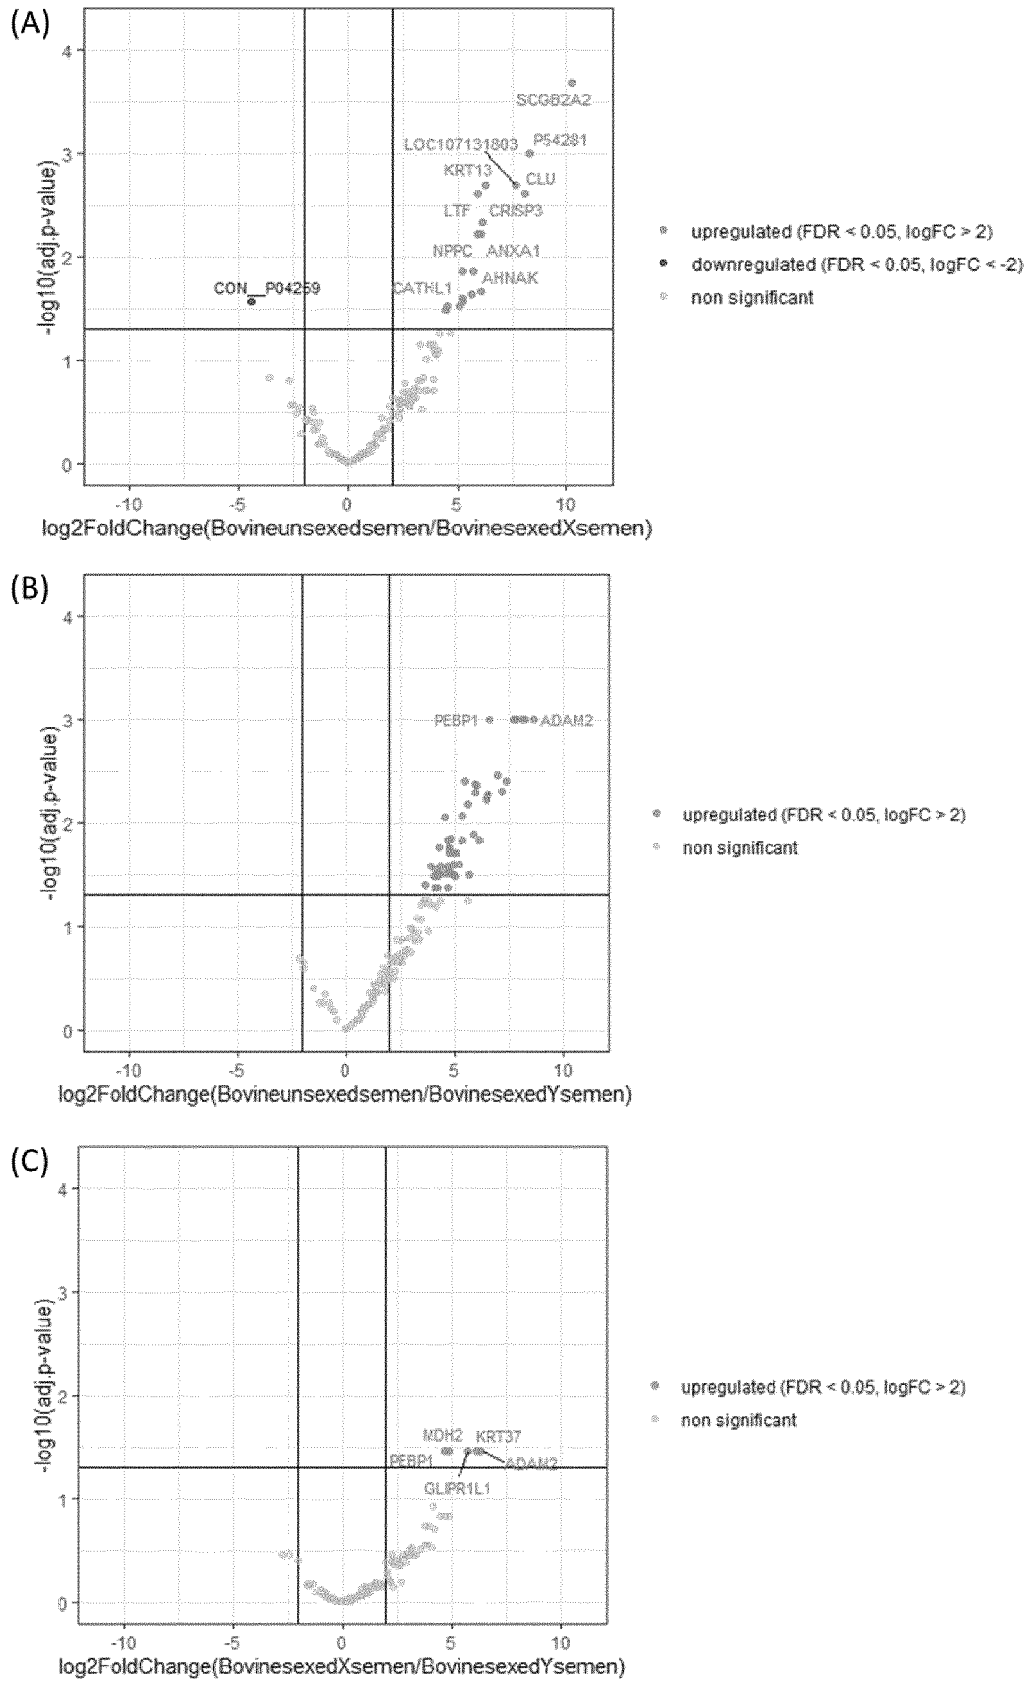 (A)
4
SCGB2A2
LOC107131803
P54281
3
KRT13
CLU
LTF
CRISP3
NPPC
ANXA1
2
CATHL1
AHNAK
CON__P04259
1
0
-log10(adj.p-value)
-10
-5
0
5
10
log2FoldChange(Bovineunsexedsemen/BovinesexedXsemen)
upregulated (FDR < 0.05, logFC > 2)
downregulated (FDR < 0.05, logFC < -2)
non significant
(B)
4
3
PEBP1
ADAM2
2
1
0
-log10(adj.p-value)
-10
-5
0
5
10
log2FoldChange(Bovineunsexedsemen/BovinesexedYsemen)
upregulated (FDR < 0.05, logFC > 2)
non significant
(C)
4
3
2
MDH2
KRT37
PEBP1
ADAM2
GLIPR1L1
1
0
-log10(adj.p-value)
-10
-5
0
5
10
log2FoldChange(BovinesexedXsemen/BovinesexedYsemen)
upregulated (FDR < 0.05, logFC > 2)
non significant